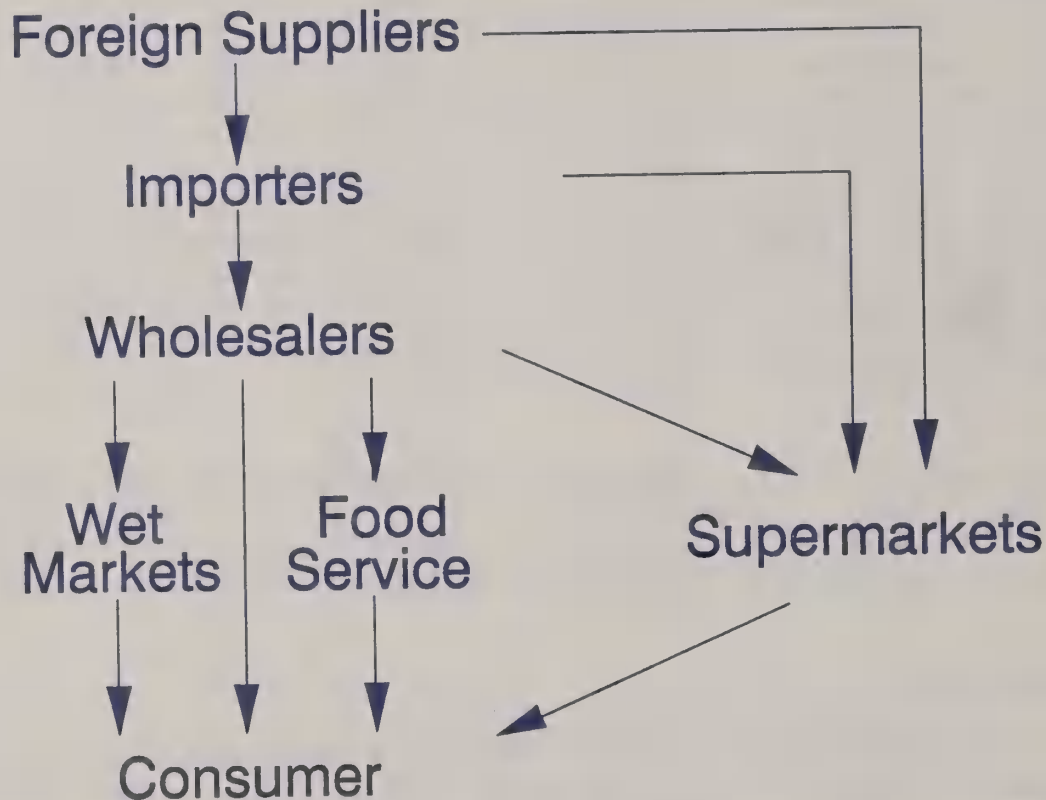 Foreign Suppliers
Importers
Wholesalers
Wet
Markets
Food
Service
Supermarkets
Consumer